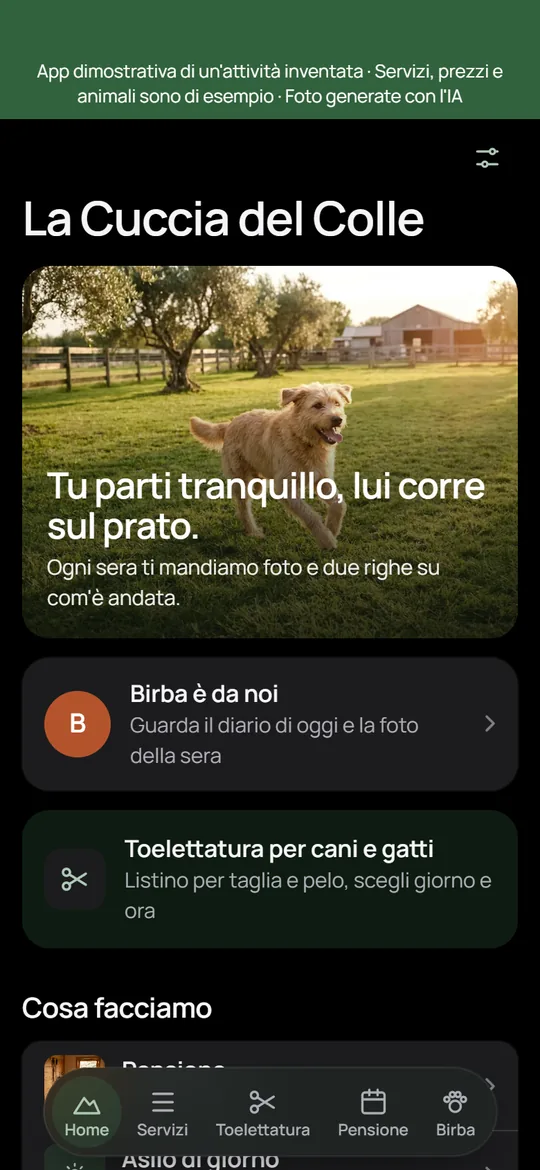 App dimostrativa di un'attività inventata · Servizi, prezzi e
animali sono di esempio · Foto generate con l'IA
La Cuccia del Colle
Tu parti tranquillo, lui corre
sul prato.
Ogni sera ti mandiamo foto e due righe su
com'è andata.
B
Birba è da noi
Guarda il diario di oggi e la foto
della sera
Toelettatura per cani e gatti
Listino per taglia e pelo, scegli giorno e
ora
Cosa facciamo
Pensione
Home
Servizi
Toelettatura
Pensione
Birba
Asilo di giorno